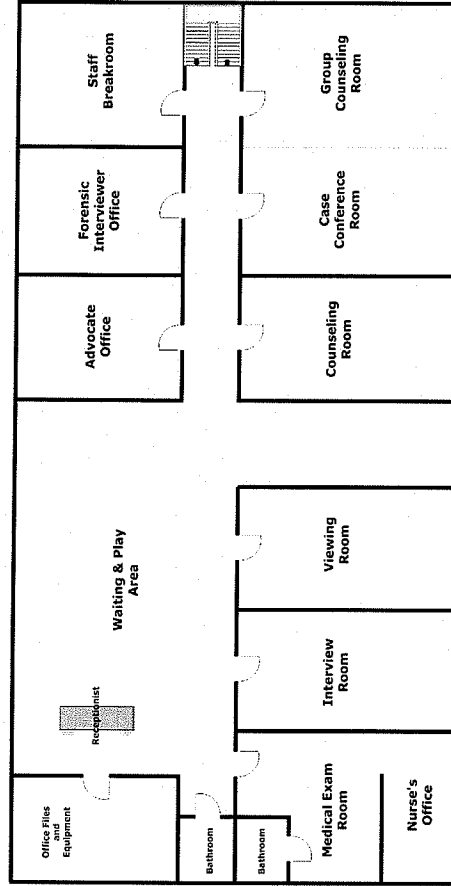 Staff
Breakroom
Group
Counseling
Room
Forensic
Interviewer
Office
Case
Conference
Room
Advocate
Office
Counseling
Room
Waiting & Play
Area
Viewing
Room
Interview
Room
Receptionist
Office Files
and
Equipment
Bathroom
Bathroom
Medical Exam
Room
Nurse's
Office